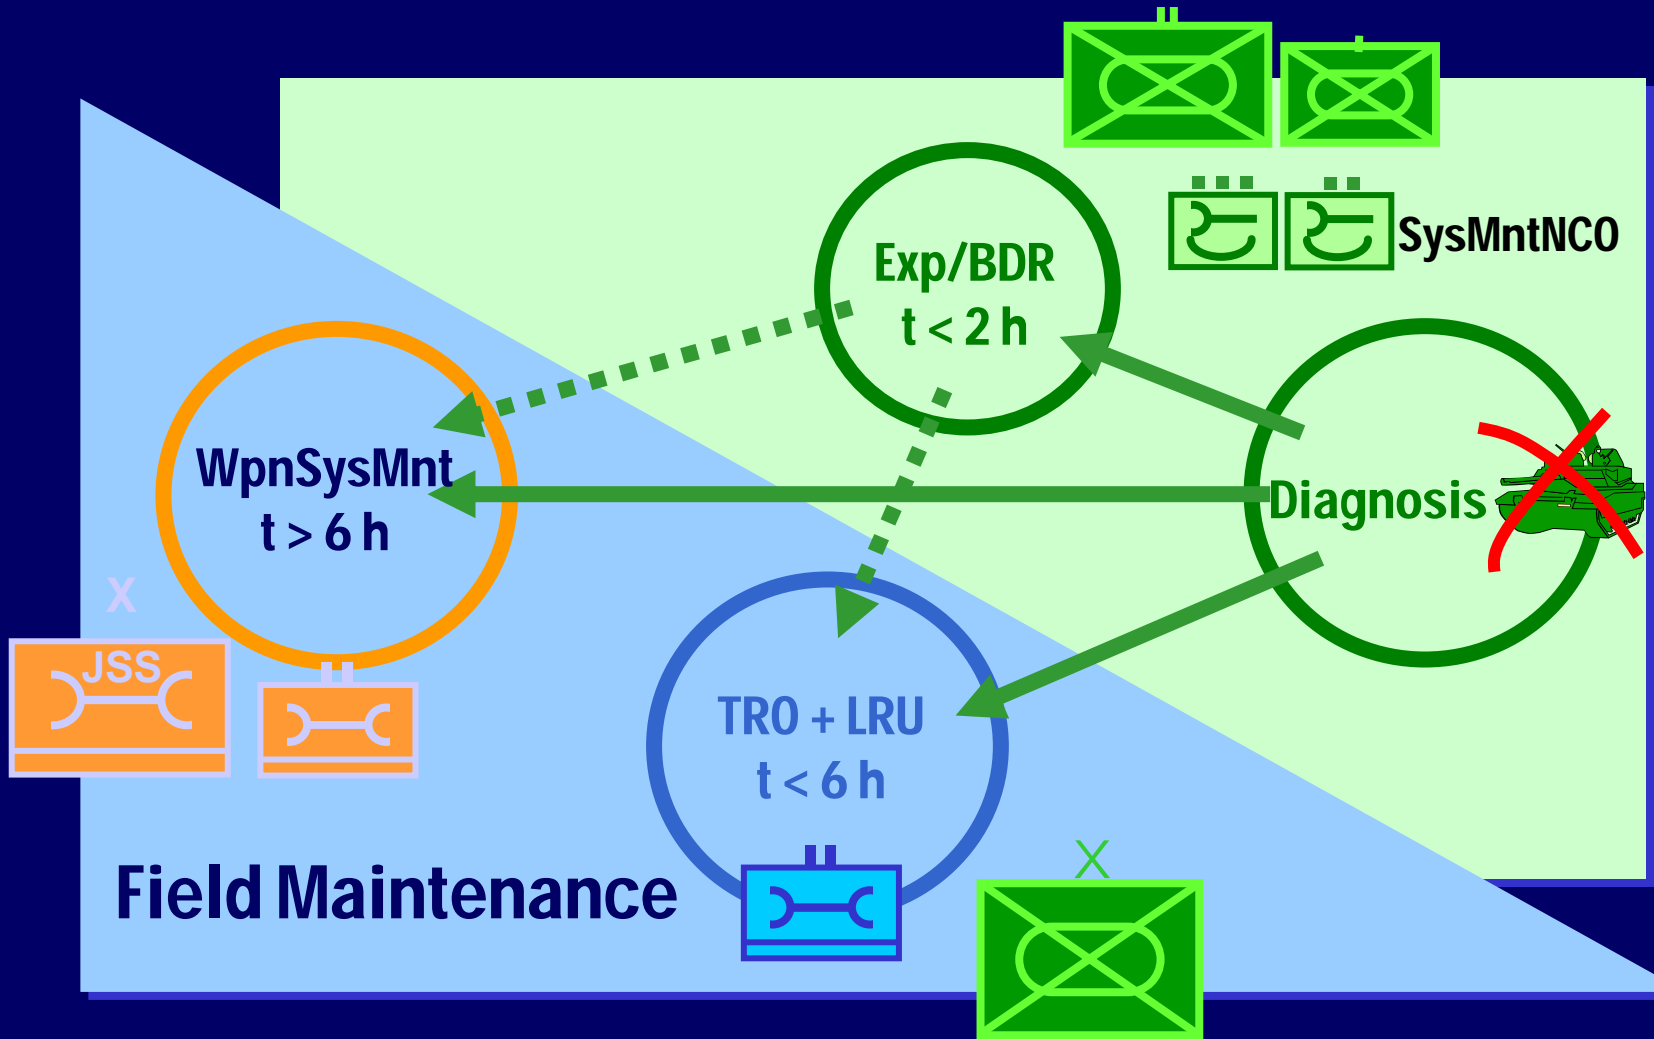 SysMntNCO
Exp/BDR
t < 2 h
WpnSysMnt
t > 6 h
Diagnosis
X
JSS
TRO + LRU
t < 6 h
X
Field Maintenance